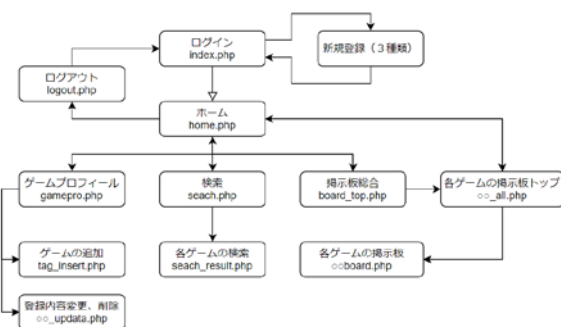 ログイン
index.php
新規登録（３種類）
ログアウト
logout.php
ホーム
home.php
ゲームプロフィール
gamepro.php
検索
seach.php
掲示板総合
board_top.php
各ゲームの掲示板トップ
○○_all.php
ゲームの追加
tag_insert.php
各ゲームの検索
seach_result.php
各ゲームの掲示板
○○board.php
登録内容変更、削除
○○_updata.php